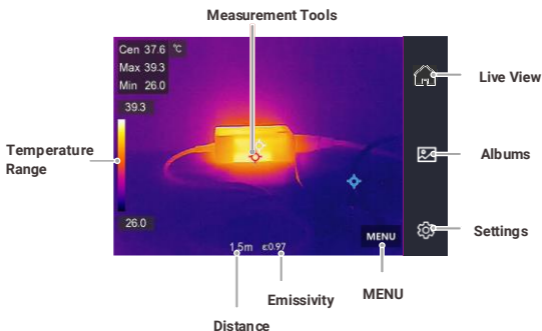 Measurement Tools
Cen 37.6 °C
Max 39.3
Min 26.0
39.3
Live View
Temperature
Range
Albums
26.0
MENU
Settings
1.5m ε:0.97
Emissivity
MENU
Distance